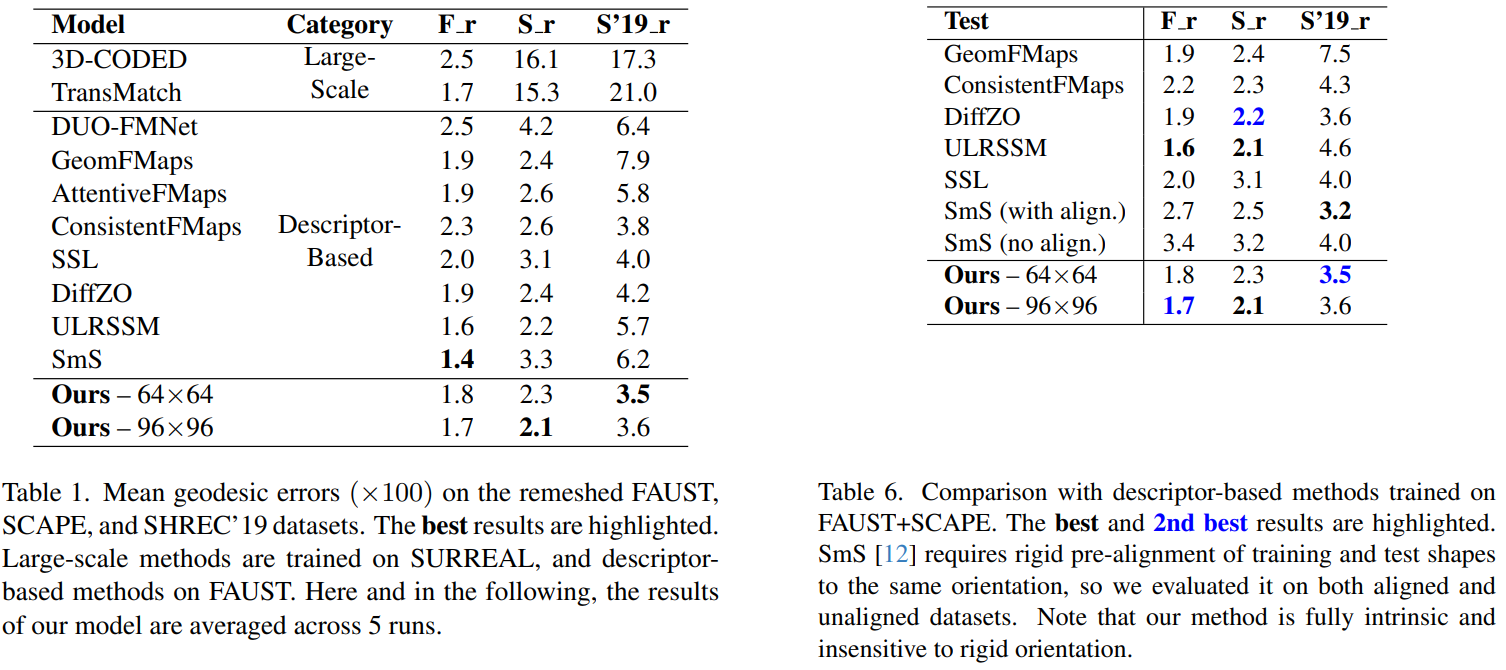 Model Category F_r S_r S’19_r
3D-CODED Large- 2.5 16.1 17.3
TransMatch Scale 1.7 15.3 21.0
DUO-FMNet 2.5 4.2 6.4
GeomFMaps 1.9 2.4 7.9
AttentiveFMaps 1.9 2.6 5.8
ConsistentFMaps Descriptor- 2.3 2.6 3.8
SSL Based 2.0 3.1 4.0
DiffZO 1.9 2.4 4.2
ULRSSM 1.6 2.2 5.7
SmS 1.4 3.3 6.2
Ours – 64×64 1.8 2.3 3.5
Ours – 96×96 1.7 2.1 3.6
Table 1. Mean geodesic errors (×100) on the remeshed FAUST,
SCAPE, and SHREC’19 datasets. The best results are highlighted.
Large-scale methods are trained on SURREAL, and descriptor-
based methods on FAUST. Here and in the following, the results
of our model are averaged across 5 runs.
Test F_r S_r S’19_r
GeomFMaps 1.9 2.4 7.5
ConsistentFMaps 2.2 2.3 4.3
DiffZO 1.9 2.2 3.6
ULRSSM 1.6 2.1 4.6
SSL 2.0 3.1 4.0
SmS (with align.) 2.7 2.5 3.2
SmS (no align.) 3.4 3.2 4.0
Ours – 64×64 1.8 2.3 3.5
Ours – 96×96 1.7 2.1 3.6
Table 6. Comparison with descriptor-based methods trained on
FAUST+SCAPE. The best and 2nd best results are highlighted.
SmS [12] requires rigid pre-alignment of training and test shapes
to the same orientation, so we evaluated it on both aligned and
unaligned datasets. Note that our method is fully intrinsic and
insensitive to rigid orientation.